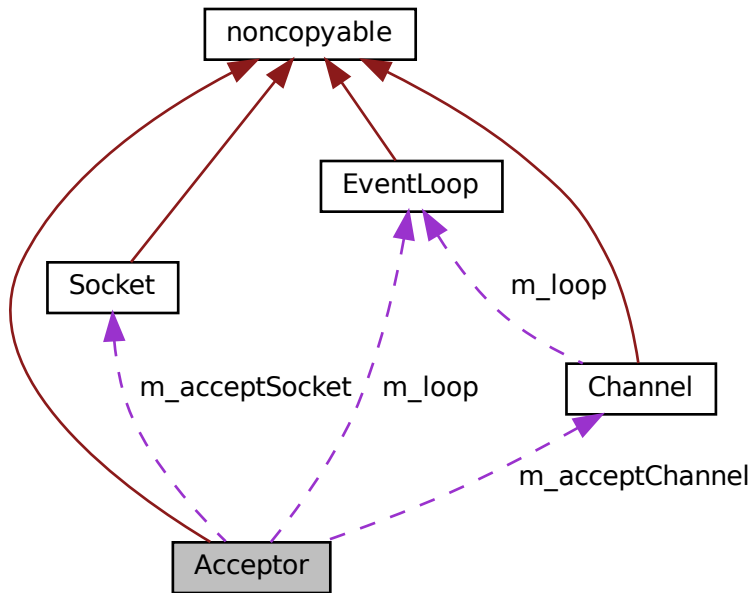 noncopyable
EventLoop
Socket
m_loop
m_acceptSocket
m_loop
Channel
m_acceptChannel
Acceptor